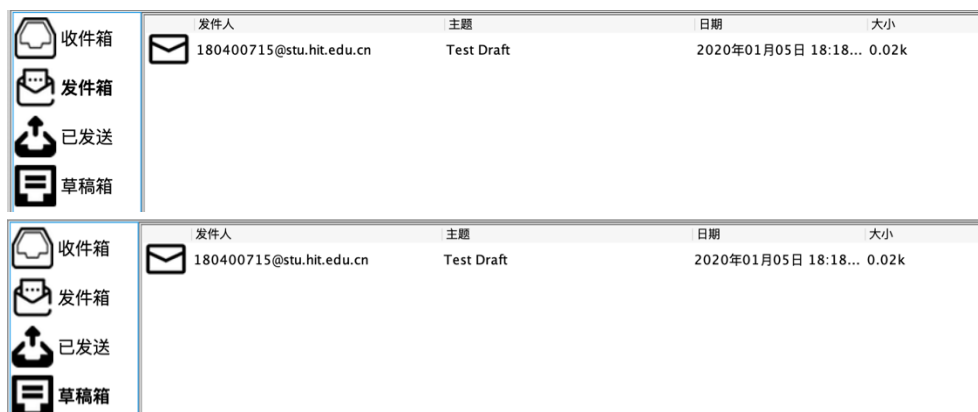 发件人 主题 日期 大小
收件箱
180400715@stu.hit.edu.cn Test Draft 2020年01月05日 18:18... 0.02k
发件箱
已发送
草稿箱
发件人 主题 日期 大小
收件箱
180400715@stu.hit.edu.cn Test Draft 2020年01月05日 18:18... 0.02k
发件箱
已发送
草稿箱